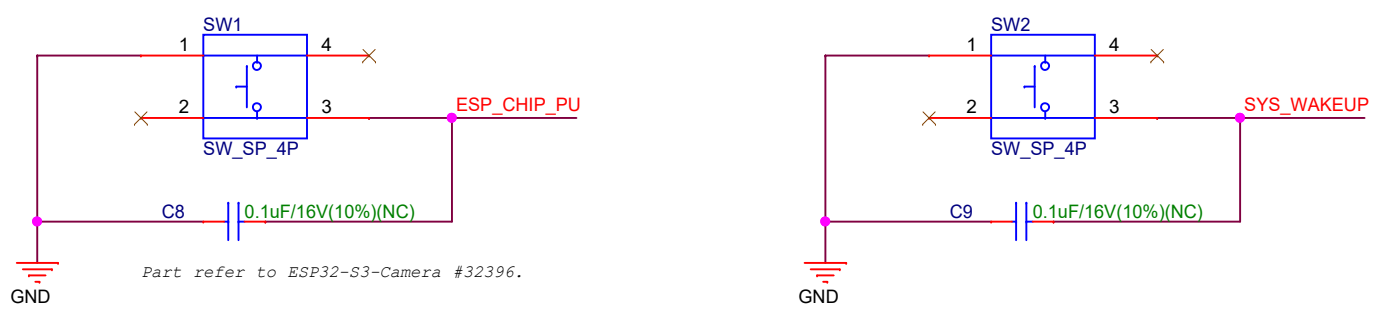 SW1
1
4
2
3
ESP_CHIP_PU
SW_SP_4P
C8
0.1uF/16V(10%)(NC)
Part refer to ESP32-S3-Camera #32396.
GND
SW2
1
4
2
3
SYS_WAKEUP
SW_SP_4P
C9
0.1uF/16V(10%)(NC)
GND